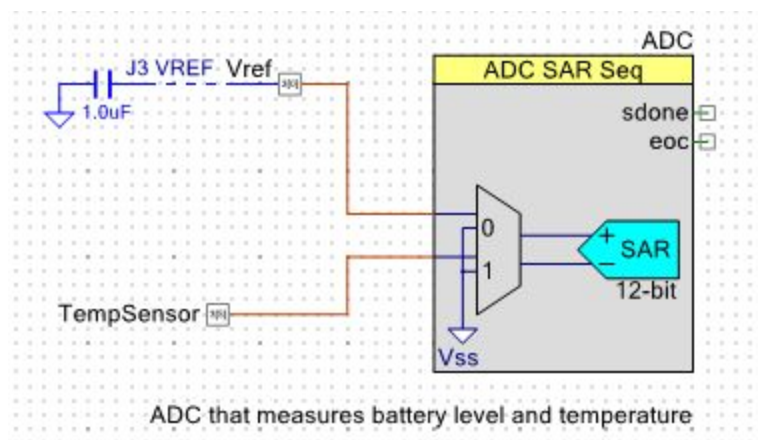 ADC
ADC SAR Seq
J3 VREF
Vref
1.0uF
sdone
eoc
0
1
+
SAR
−
12-bit
TempSensor
Vss
ADC that measures battery level and temperature